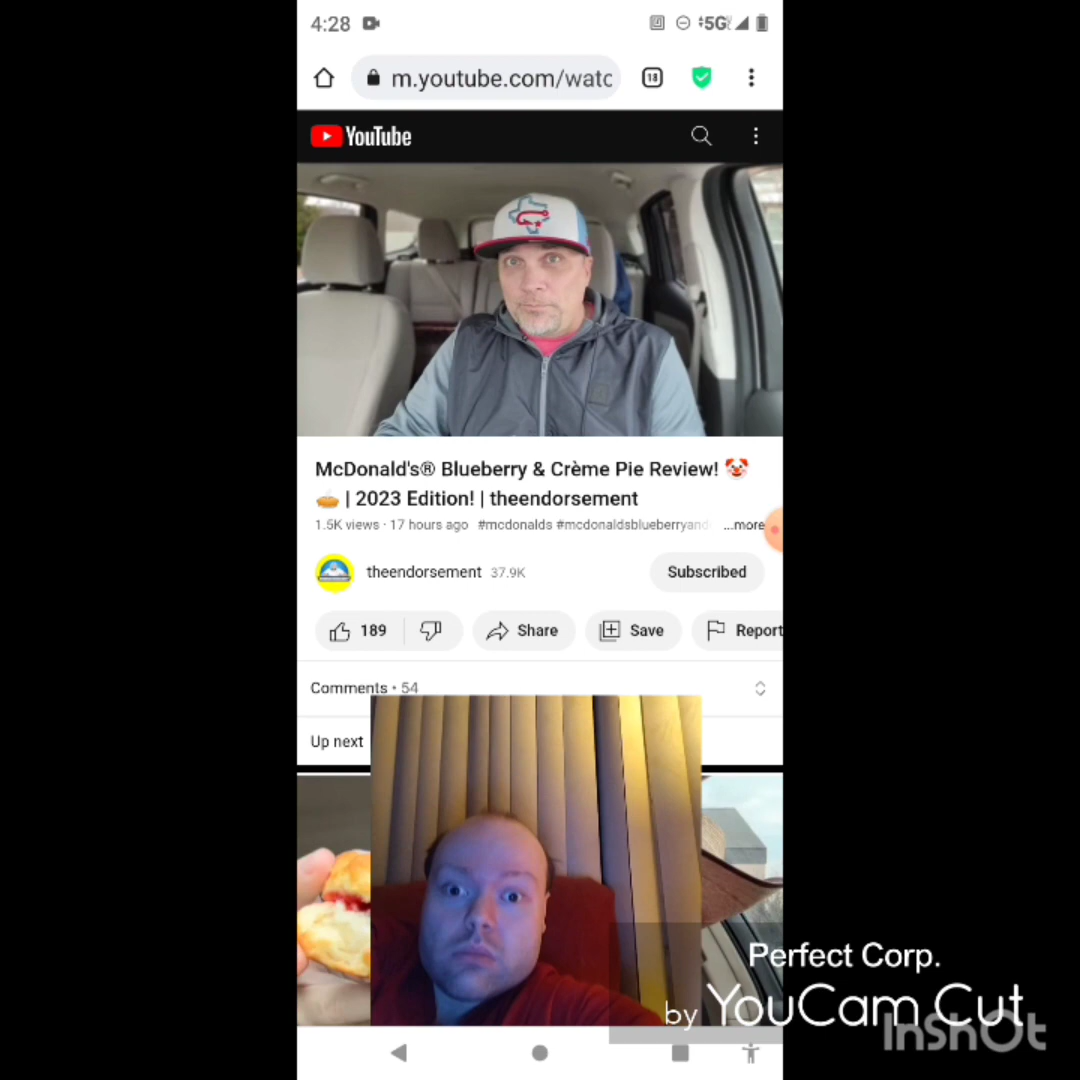 4:28
5G
m.youtube.com/watc
18
YouTube
McDonald's® Blueberry & Crème Pie Review! 🤡
🥧 | 2023 Edition! | theendorsement
1.5K views · 17 hours ago #mcdonalds #mcdonaldsblueberryand ...more
theendorsement 37.9K
Subscribed
189
Share
Save
Report
Comments • 54
Up next
Perfect Corp.
by YouCam Cut
InShOt